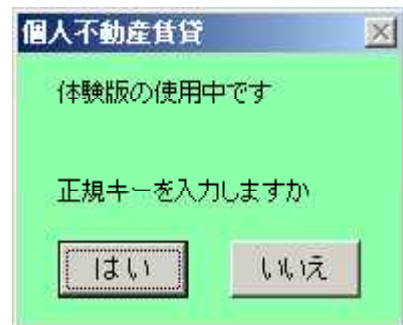 個人不動産賃貸
体験版の使用中です
正規キーを入力しますか
はい
いいえ